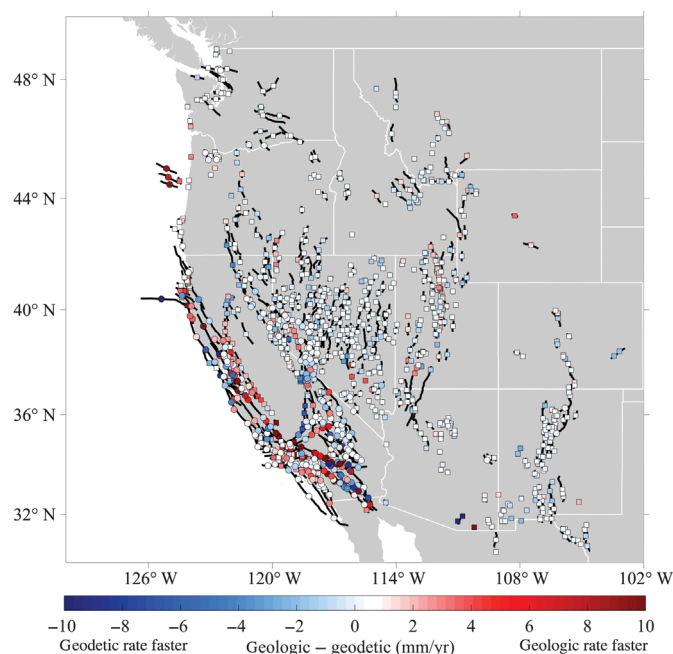 48° N
44° N
40° N
36° N
32° N
126° W 120° W 114° W 108° W 102° W
−10 −8 −6 −4 −2 0 2 4 6 8 10
Geodetic rate faster Geologic − geodetic (mm/yr) Geologic rate faster